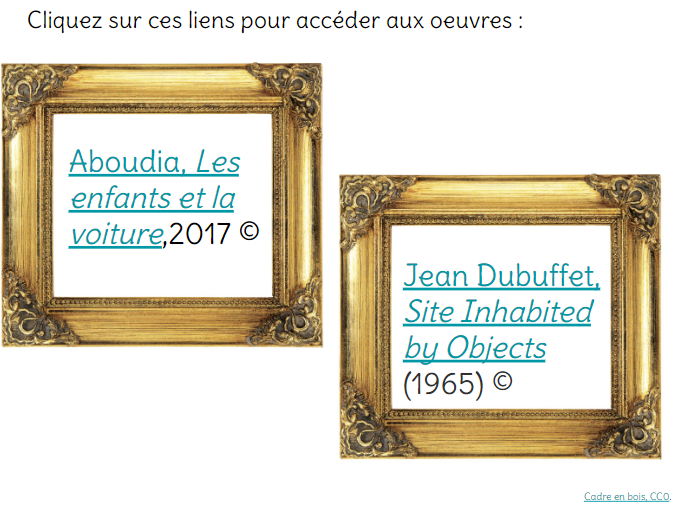 Cliquez sur ces liens pour accéder aux oeuvres :
Aboudia, Les
enfants et la
voiture,2017 ©
Jean Dubuffet,
Site Inhabited
by Objects
(1965) ©
Cadre en bois, CC0.